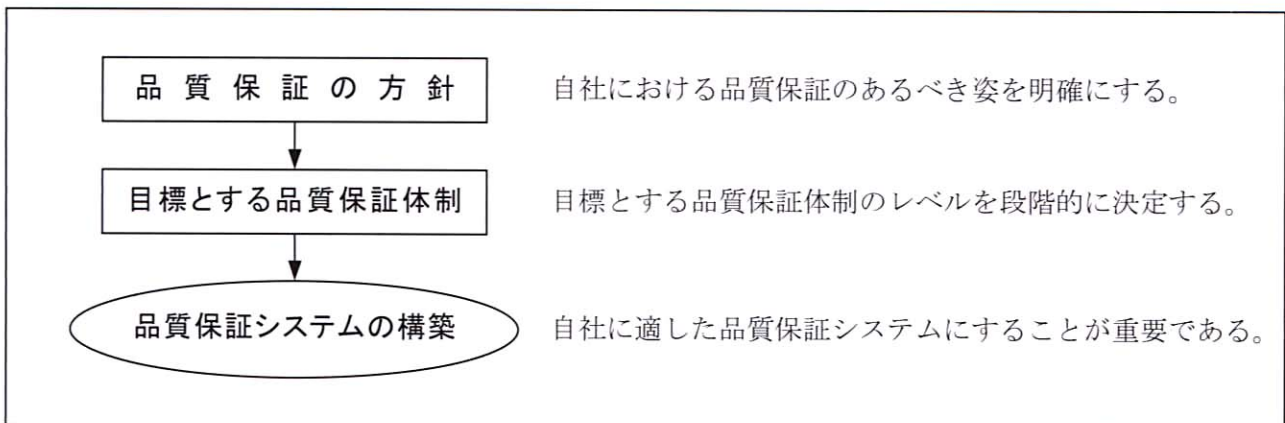 品質保証の方針
自社における品質保証のあるべき姿を明確にする。
目標とする品質保証体制
目標とする品質保証体制のレベルを段階的に決定する。
品質保証システムの構築
自社に適した品質保証システムにすることが重要である。